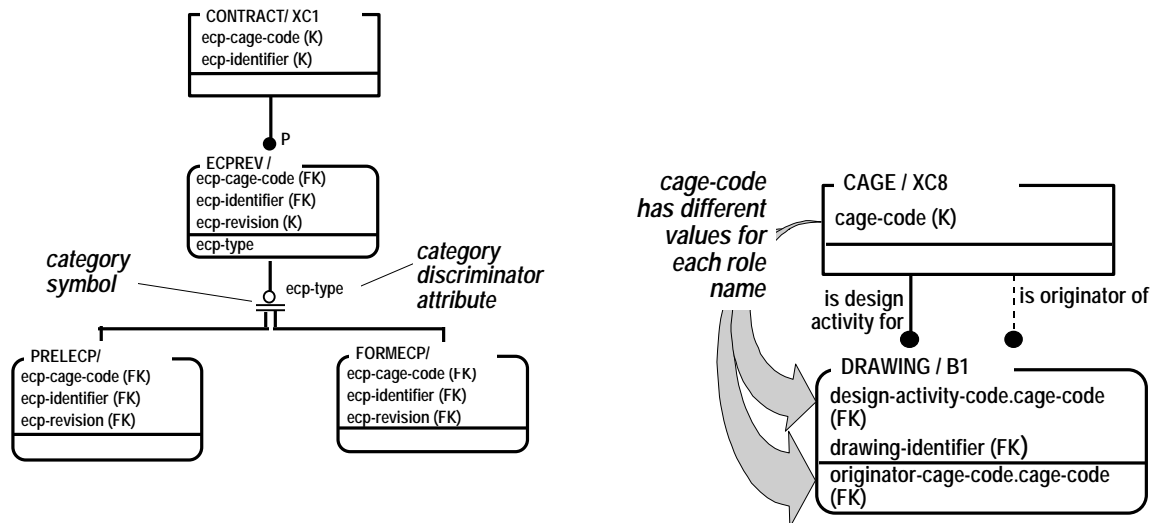 CONTRACT/ XC1
ecp-cage-code (K)
ecp-identifier (K)
P
ECPREV /
ecp-cage-code (FK)
ecp-identifier (FK)
ecp-revision (K)
ecp-type
category
symbol
ecp-type
category
discriminator
attribute
PRELECP/
ecp-cage-code (FK)
ecp-identifier (FK)
ecp-revision (FK)
FORMECP/
ecp-cage-code (FK)
ecp-identifier (FK)
ecp-revision (FK)
cage-code
has different
values for
each role
name
CAGE / XC8
cage-code (K)
is design
activity for
is originator of
DRAWING / B1
design-activity-code.cage-code
(FK)
drawing-identifier (FK)
originator-cage-code.cage-code
(FK)